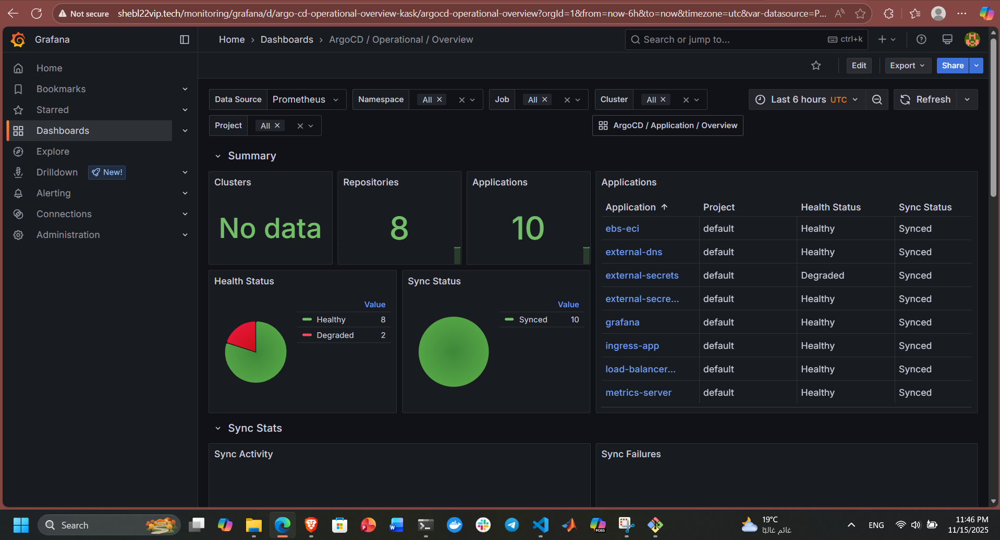 Not secure
shebl22vip.tech/monitoring/grafana/d/argo-cd-operational-overview-kask/argocd-operational-overview?orgId=1&from=now-6h&to=now&timezone=utc&var-datasource=P...
Grafana
Home › Dashboards › ArgoCD / Operational / Overview
Search or jump to...
ctrl+k
Home
Bookmarks
Starred
Dashboards
Explore
Drilldown
New!
Alerting
Connections
Administration
Edit
Export
Share
Data Source
Prometheus
Namespace
All
Job
All
Cluster
All
Last 6 hours UTC
Refresh
Project
All
ArgoCD / Application / Overview
Summary
Clusters
No data
Repositories
8
Applications
10
Applications
Application Project Health Status Sync Status
ebs-eci default Healthy Synced
external-dns default Healthy Synced
external-secrets default Degraded Synced
external-secre... default Healthy Synced
grafana default Healthy Synced
ingress-app default Healthy Synced
load-balancer... default Healthy Synced
metrics-server default Healthy Synced
Health Status
Value
Healthy 8
Degraded 2
Sync Status
Value
Synced 10
Sync Stats
Sync Activity
Sync Failures
Search
M365
19°C
غائم غالبًا
ENG
11:46 PM
11/15/2025